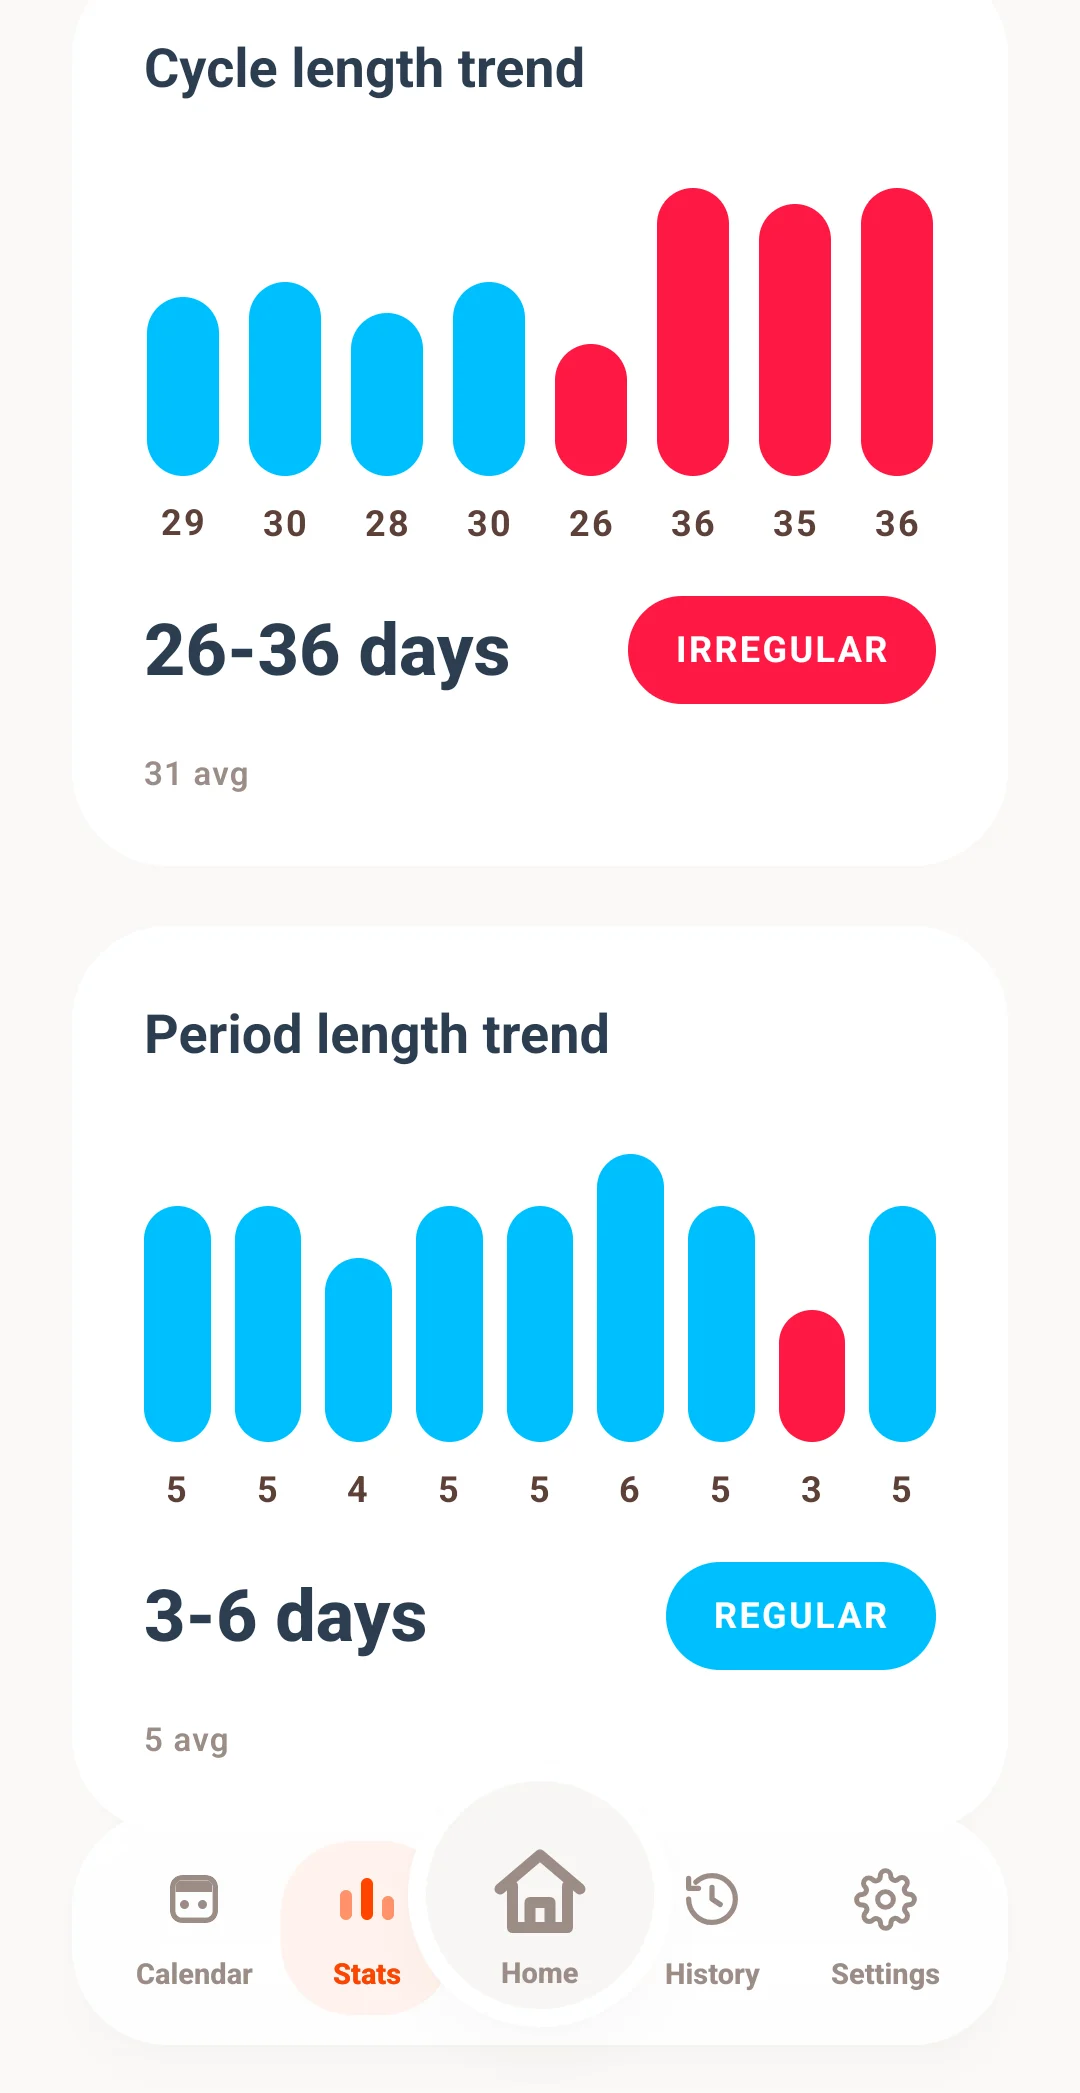 Cycle length trend
29 30 28 30 26 36 35 36
26-36 days
IRREGULAR
31 avg
Period length trend
5 5 4 5 5 6 5 3 5
3-6 days
REGULAR
5 avg
Calendar
Stats
Home
History
Settings